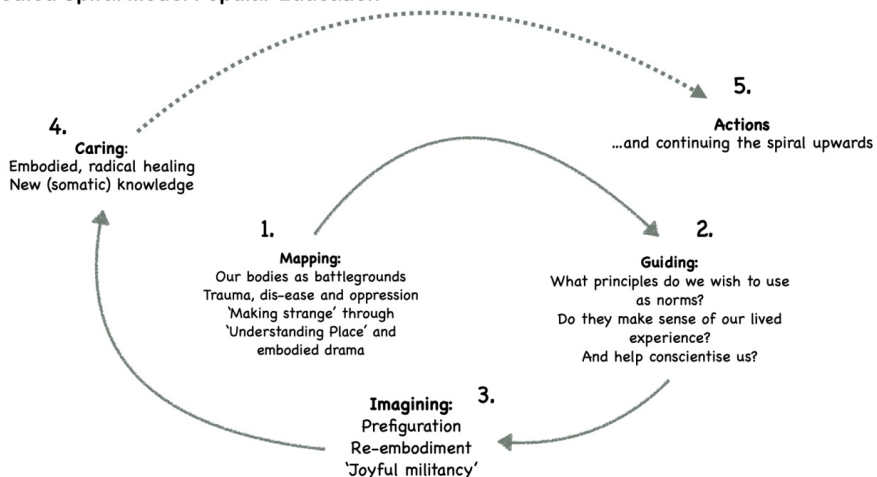 1.
Mapping:
Our bodies as battlegrounds
Trauma, dis-ease and oppression
‘Making strange’ through
‘Understanding Place’ and
embodied drama
2.
Guiding:
What principles do we wish to use
as norms?
Do they make sense of our lived
experience?
And help conscientise us?
3.
Imagining:
Prefiguration
Re-embodiment
‘Joyful militancy’
4.
Caring:
Embodied, radical healing
New (somatic) knowledge
5.
Actions
...and continuing the spiral upwards